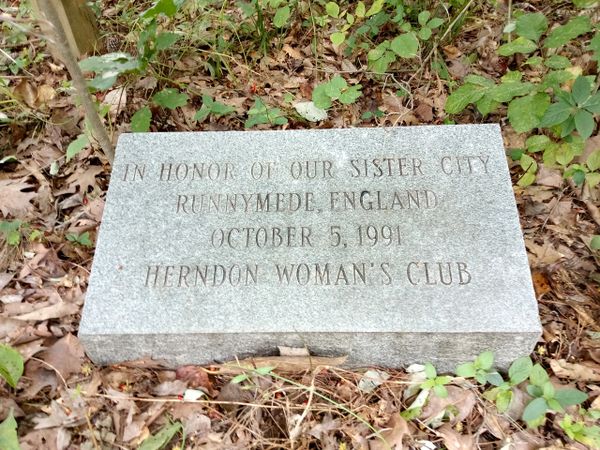 IN HONOR OF OUR SISTER CITY
RUNNYMEDE, ENGLAND
OCTOBER 5, 1991
HERNDON WOMAN'S CLUB